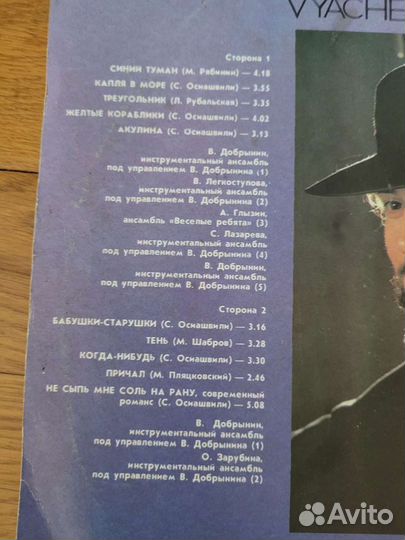 VYACHE
Сторона 1
СИНИЙ ТУМАН (М. Рябинин) — 4.18
КАПЛЯ В МОРЕ (С. Осиашвили) — 3.55
ТРЕУГОЛЬНИК (Л. Рубальская) — 3.35
ЖЕЛТЫЕ КОРАБЛИКИ (С. Осиашвили) — 4.02
АКУЛИНА (С. Осиашвили) — 3.13
В. Добрынин,
инструментальный ансамбль
под управлением В. Добрынина (1)
В. Легкоступова,
инструментальный ансамбль
под управлением В. Добрынина (2)
А. Глызин,
ансамбль «Веселые ребята» (3)
С. Лазарева,
инструментальный ансамбль
под управлением В. Добрынина (4)
В. Добрынин,
инструментальный ансамбль
под управлением В. Добрынина (5)
Сторона 2
БАБУШКИ-СТАРУШКИ (С. Осиашвили) — 3.16
ТЕНЬ (М. Шабров) — 3.28
КОГДА-НИБУДЬ (С. Осиашвили) — 3.30
ПРИЧАЛ (М. Пляцковский) — 2.46
НЕ СЫПЬ МНЕ СОЛЬ НА РАНУ, современный
романс (С. Осиашвили) — 5.08
В. Добрынин,
инструментальный ансамбль
под управлением В. Добрынина (1)
О. Зарубина,
инструментальный ансамбль
под управлением В. Добрынина (2)
Avito